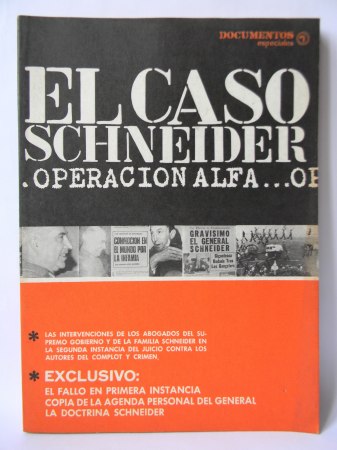 DOCUMENTOS
especiales
EL CASO
SCHNEIDER
.OPERACION ALFA...OP
CONMOCION EN
EL MUNDO POR
LA INFAMIA
GRAVISIMO
EL GENERAL
SCHNEIDER
* LAS INTERVENCIONES DE LOS ABOGADOS DEL SU-
PREMO GOBIERNO Y DE LA FAMILIA SCHNEIDER EN
LA SEGUNDA INSTANCIA DEL JUICIO CONTRA LOS
AUTORES DEL COMPLOT Y CRIMEN.
* EXCLUSIVO:
EL FALLO EN PRIMERA INSTANCIA
COPIA DE LA AGENDA PERSONAL DEL GENERAL
LA DOCTRINA SCHNEIDER